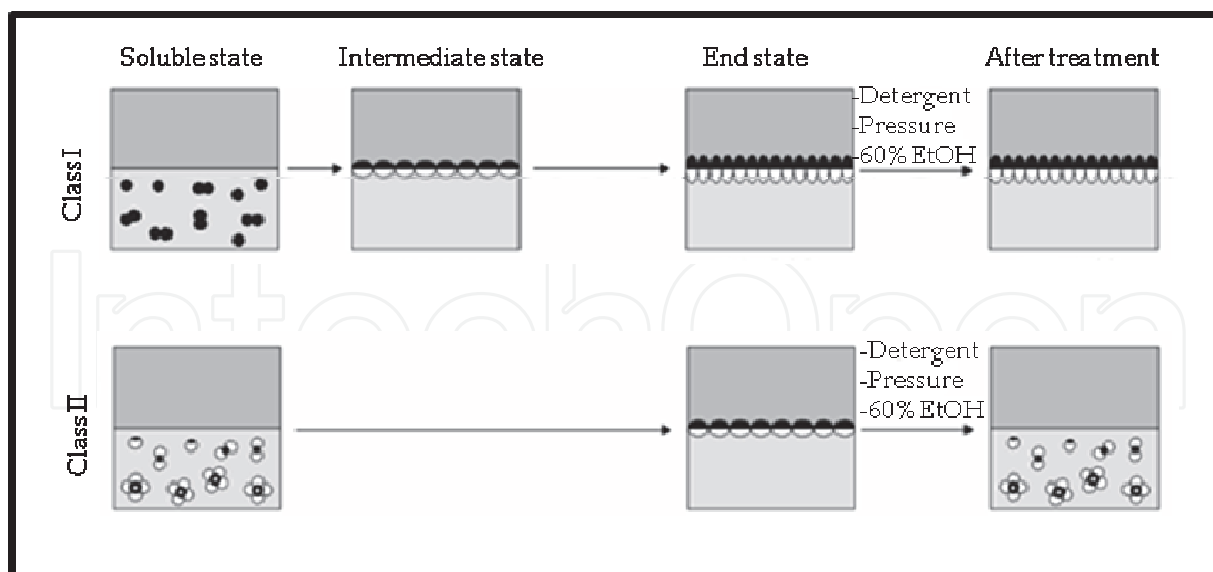 Soluble state
Intermediate state
End state
After treatment
Class I
-Detergent
-Pressure
-60% EtOH
Class II
-Detergent
-Pressure
-60% EtOH
IntechOpen